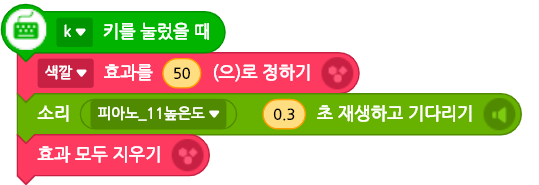 k 키를 눌렀을 때
색깔 효과를 50 (으)로 정하기
소리 피아노_11높은도 0.3 초 재생하고 기다리기
효과 모두 지우기